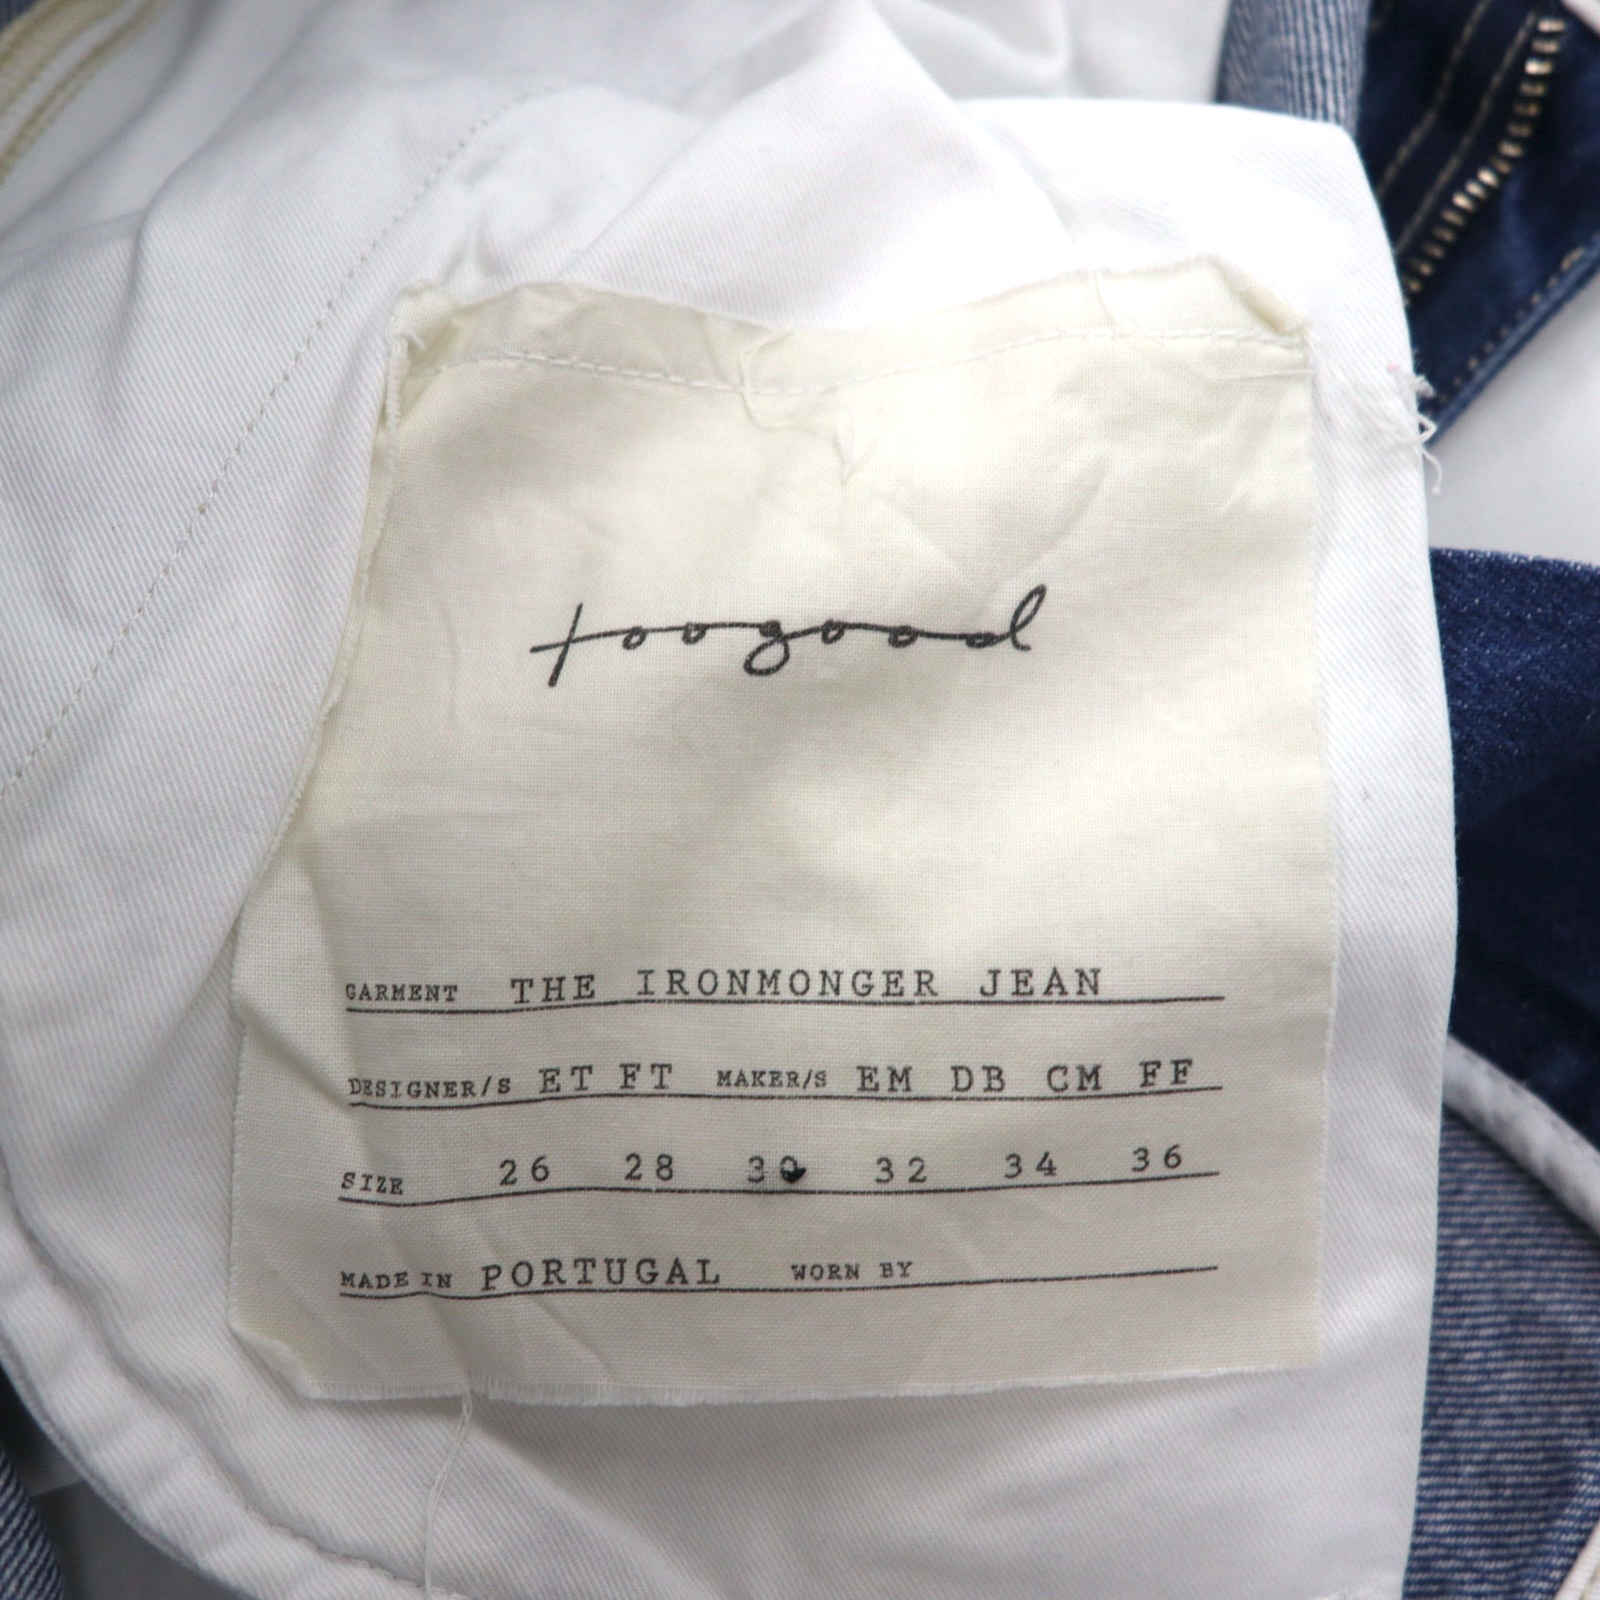 toogood
GARMENT THE IRONMONGER JEAN
DESIGNER/S ET FT MAKER/S EM DB CM FF
SIZE 26 28 30 32 34 36
MADE IN PORTUGAL WORN BY